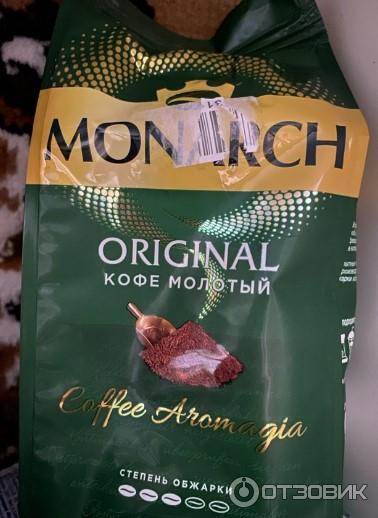 MONARCH
ORIGINAL
КОФЕ МОЛОТЫЙ
Coffee Aromagia
СТЕПЕНЬ ОБЖАРКИ
ОТЗОВИК